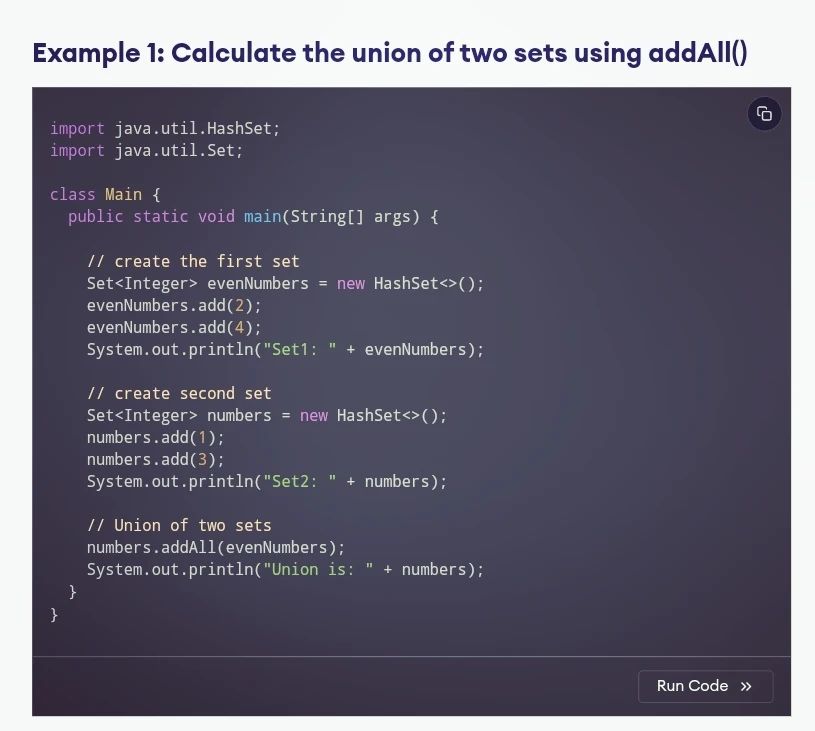 Example 1: Calculate the union of two sets using addAll()
import java.util.HashSet;
import java.util.Set;
class Main {
public static void main(String[] args) {
// create the first set
Set<Integer> evenNumbers = new HashSet<>();
evenNumbers.add(2);
evenNumbers.add(4);
System.out.println("Set1: " + evenNumbers);
// create second set
Set<Integer> numbers = new HashSet<>();
numbers.add(1);
numbers.add(3);
System.out.println("Set2: " + numbers);
// Union of two sets
numbers.addAll(evenNumbers);
System.out.println("Union is: " + numbers);
}
}
Run Code »